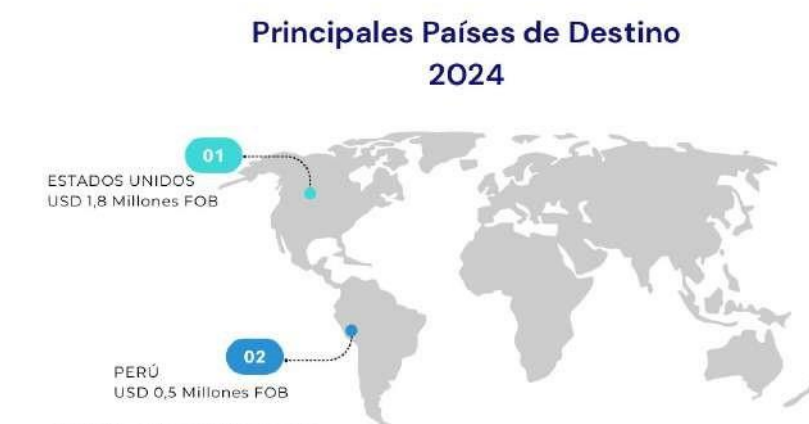 Principales Países de Destino
2024
01
ESTADOS UNIDOS
USD 1,8 Millones FOB
02
PERÚ
USD 0,5 Millones FOB